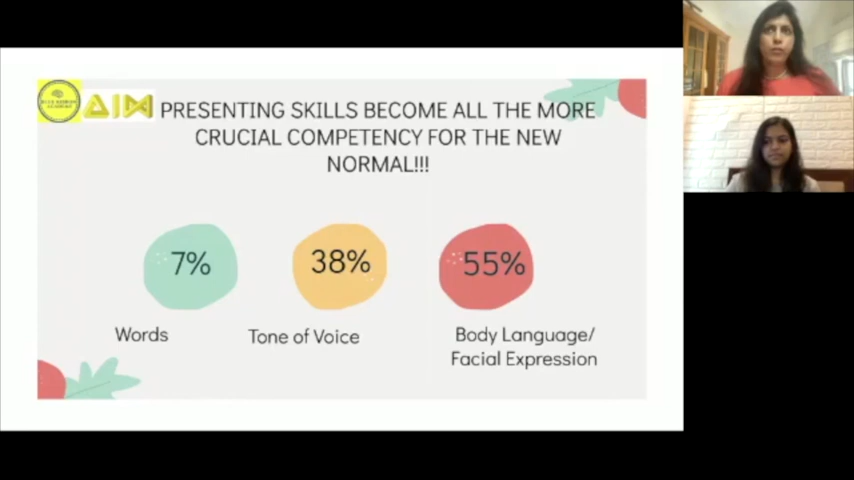 AIM
PRESENTING SKILLS BECOME ALL THE MORE
CRUCIAL COMPETENCY FOR THE NEW
NORMAL!!!
7%
38%
55%
Words
Tone of Voice
Body Language/
Facial Expression